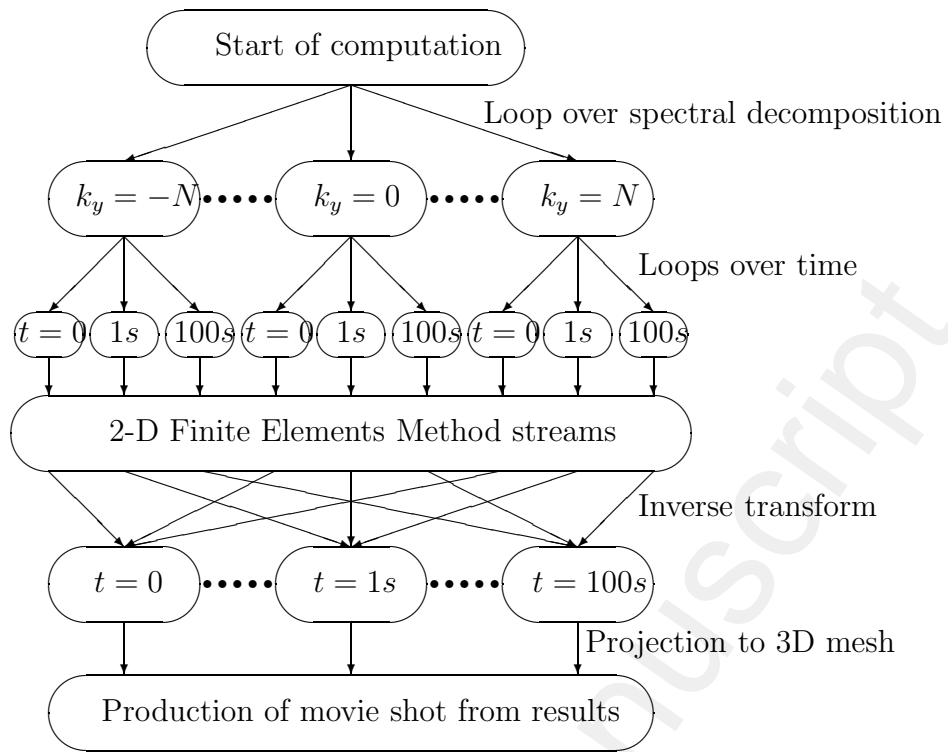 Start of computation
Loop over spectral decomposition
k_y = −N k_y = 0 k_y = N
Loops over time
t = 0 1s 100s t = 0 1s 100s t = 0 1s 100s
2-D Finite Elements Method streams
Inverse transform
t = 0 t = 1s t = 100s
Projection to 3D mesh
Production of movie shot from results
nuscript